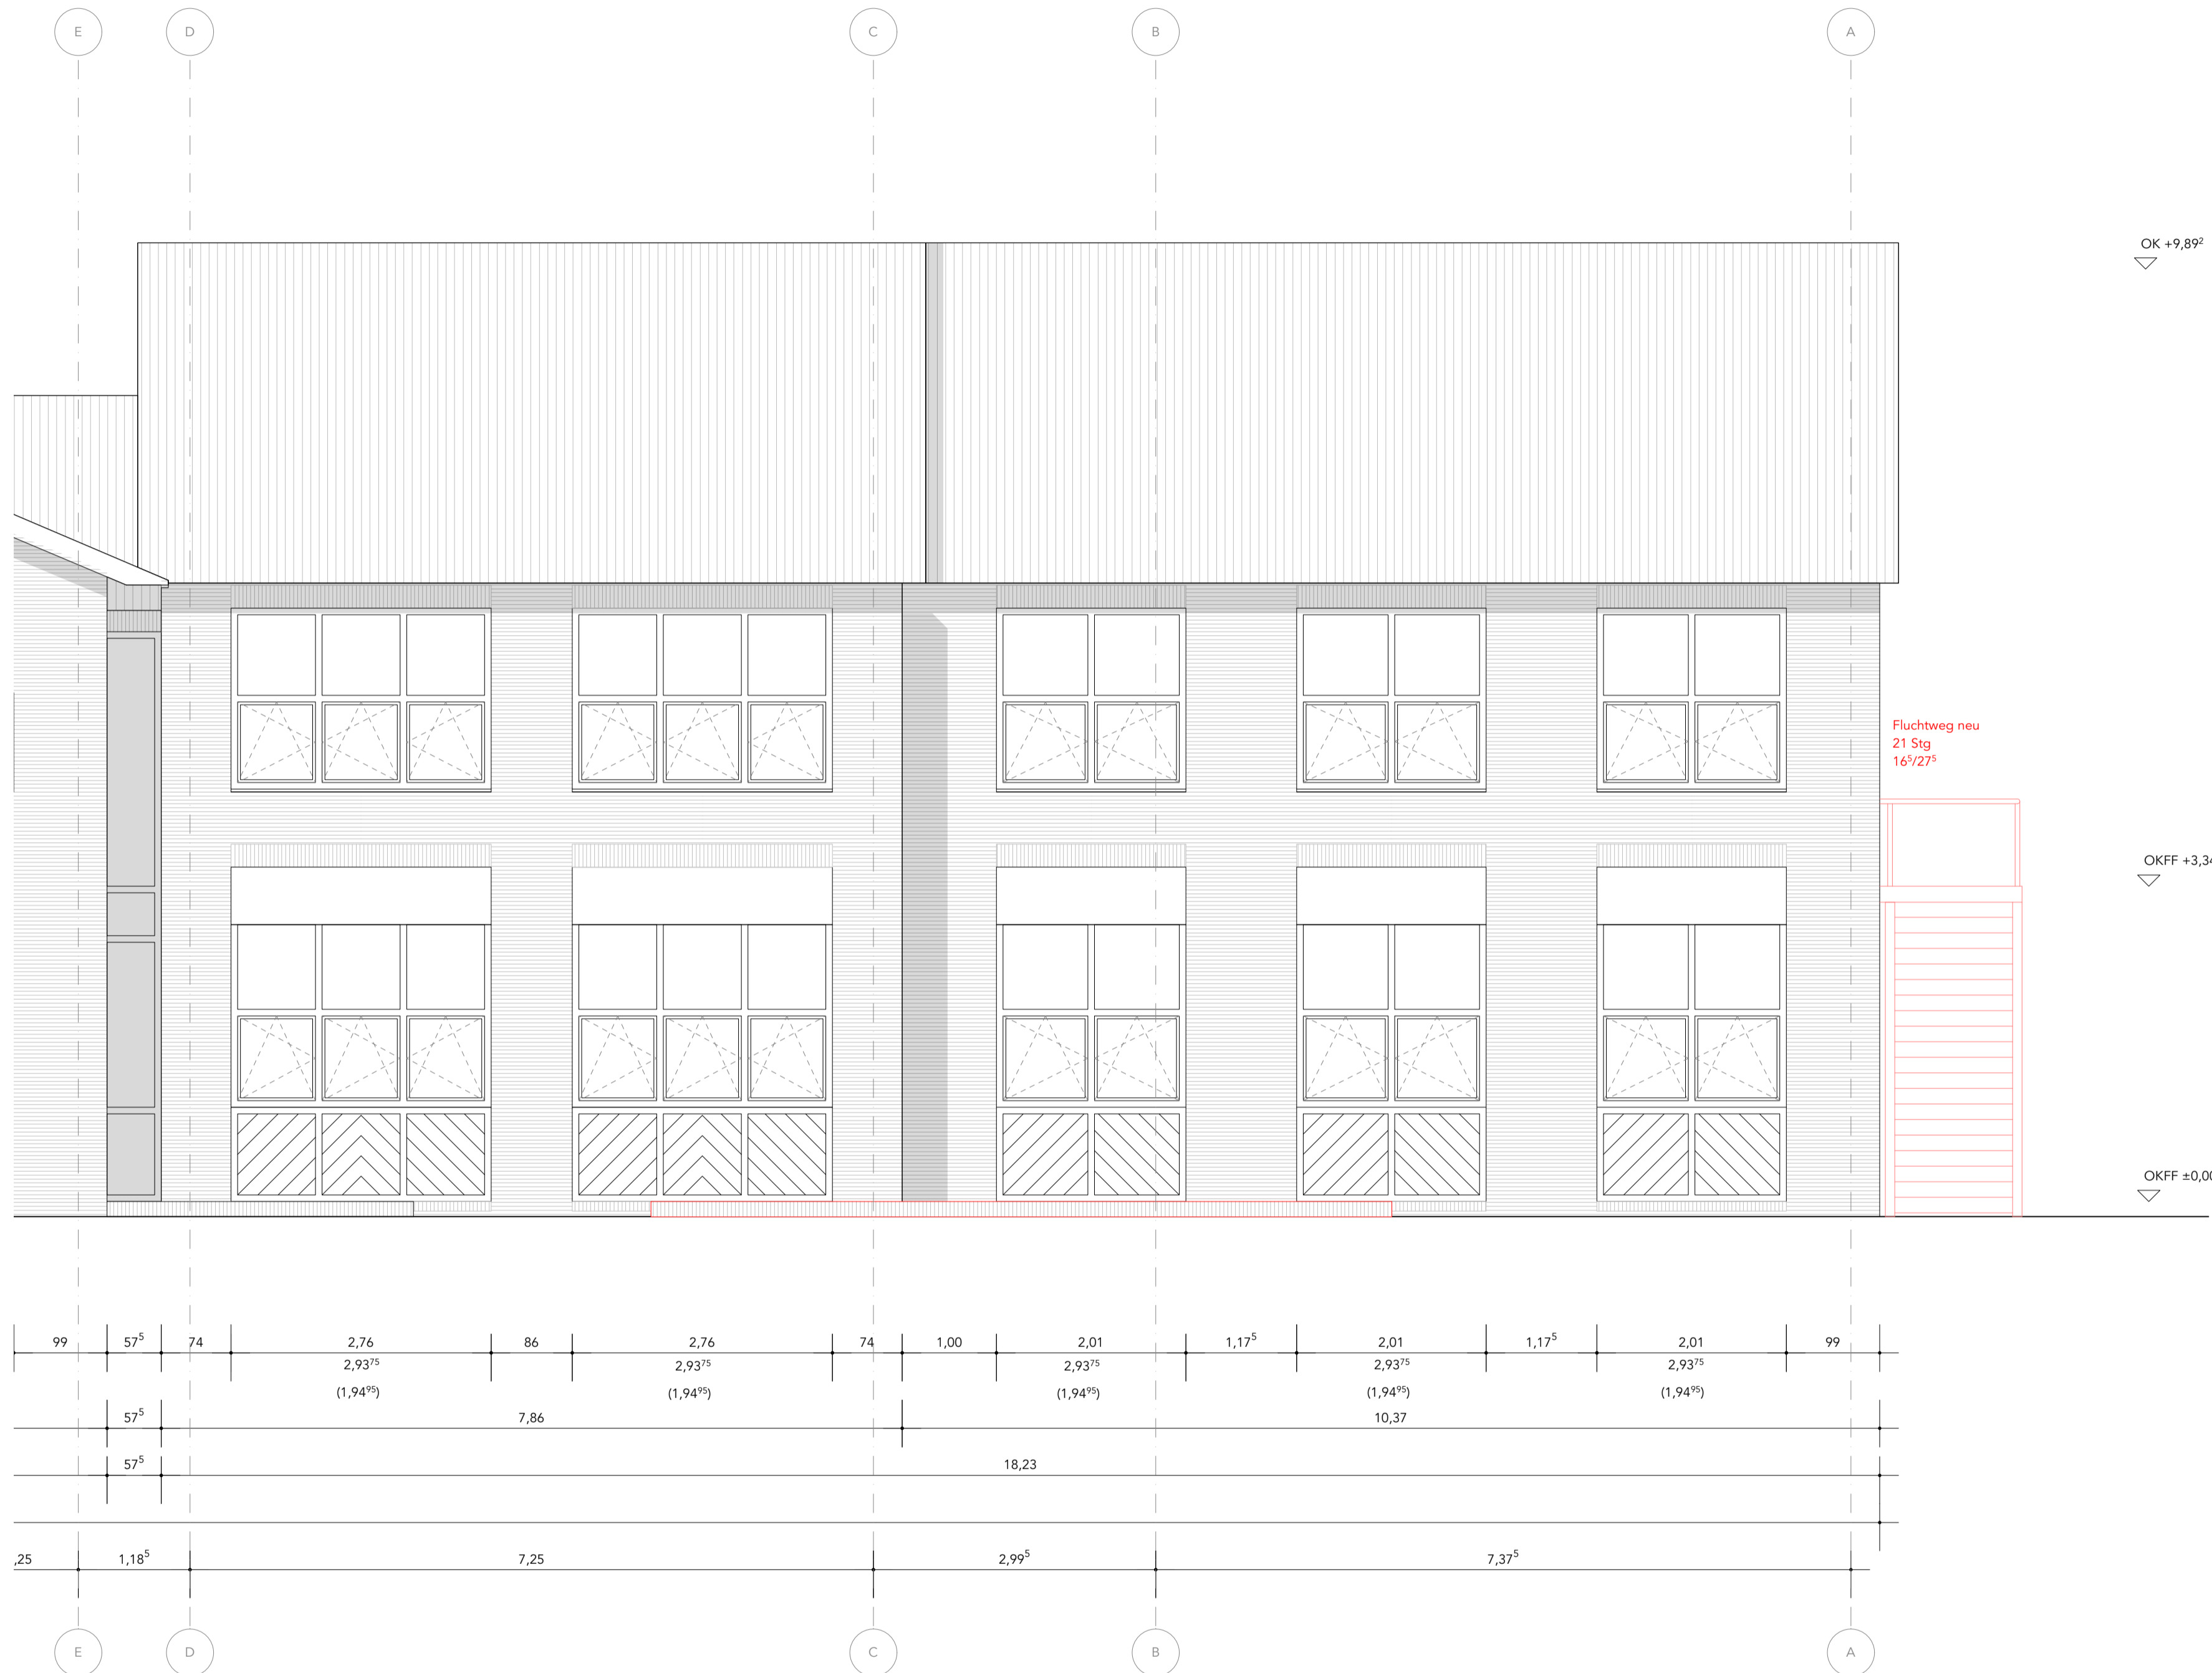 E D C B A
OK +9,89²
Fluchtweg neu
21 Stg
16⁵/27⁵
OKFF +3,34
OKFF ±0,00
99 57⁵ 74 2,76 86 2,76 74 1,00 2,01 1,17⁵ 2,01 1,17⁵ 2,01 99
2,93⁷⁵ 2,93⁷⁵ 2,93⁷⁵ 2,93⁷⁵ 2,93⁷⁵
(1,94⁹⁵) (1,94⁹⁵) (1,94⁹⁵) (1,94⁹⁵) (1,94⁹⁵)
57⁵ 7,86 10,37
57⁵ 18,23
,25 1,18⁵ 7,25 2,99⁵ 7,37⁵
E D C B A